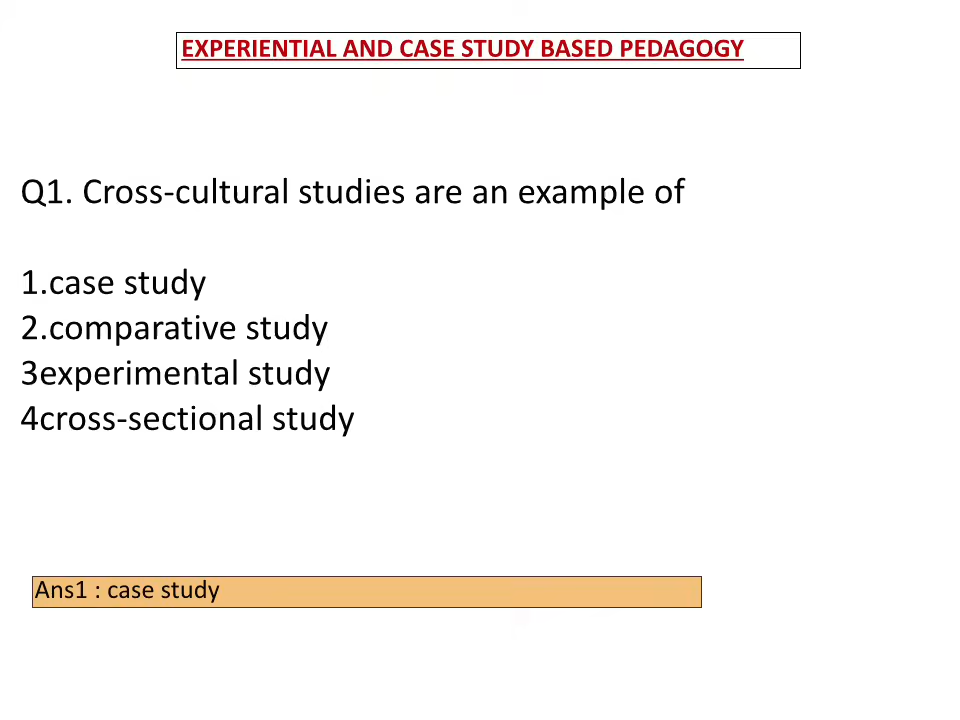 EXPERIENTIAL AND CASE STUDY BASED PEDAGOGY
Q1. Cross-cultural studies are an example of
1.case study
2.comparative study
3experimental study
4cross-sectional study
Ans1 : case study